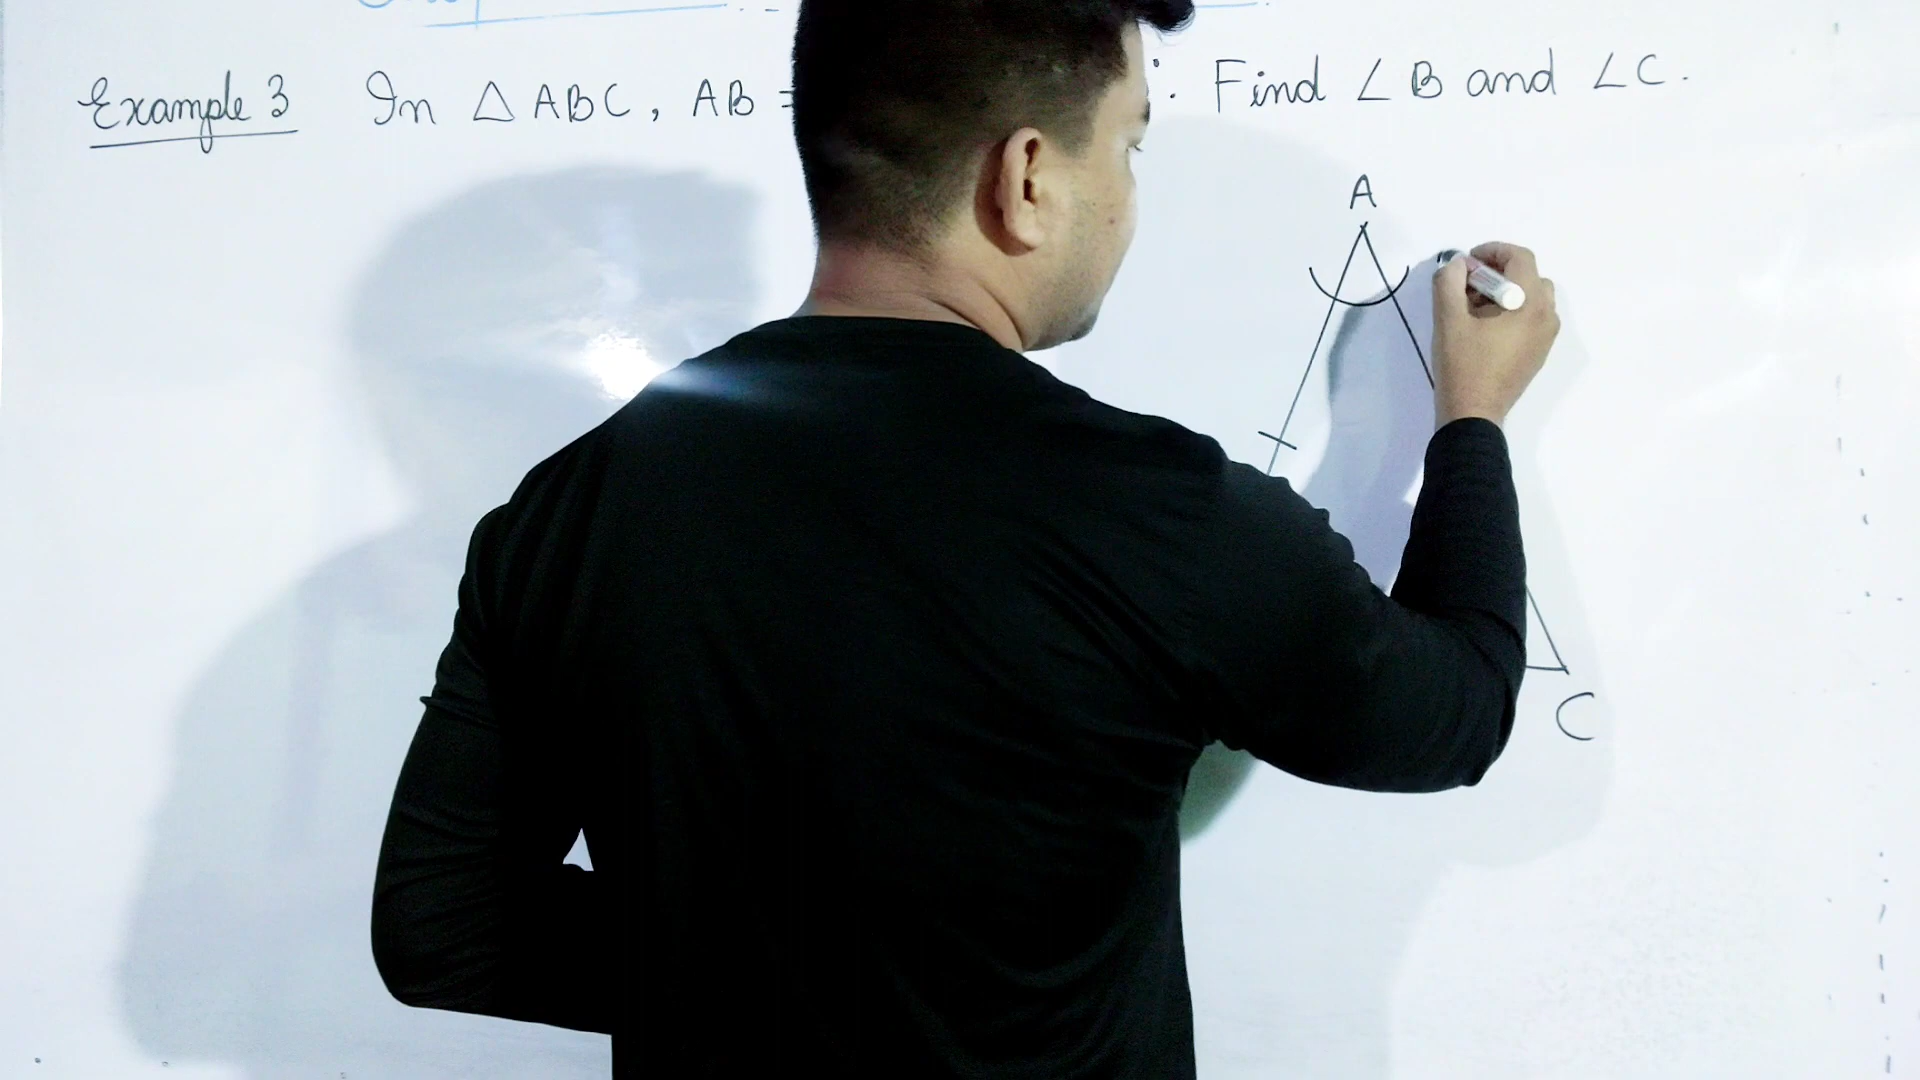 Example 3 In △ ABC, AB = . Find ∠B and ∠C.
A
C